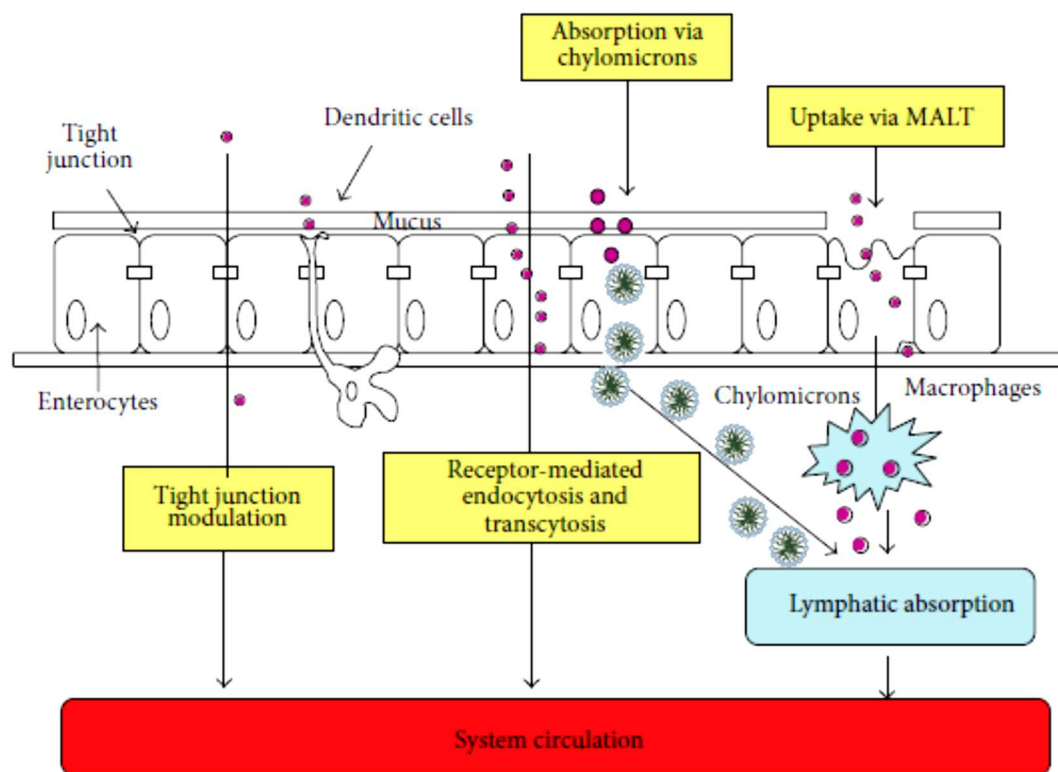 Absorption via
chylomicrons
Uptake via MALT
Dendritic cells
Tight
junction
Mucus
Enterocytes
Chylomicrons
Macrophages
Tight junction
modulation
Receptor-mediated
endocytosis and
transcytosis
Lymphatic absorption
System circulation